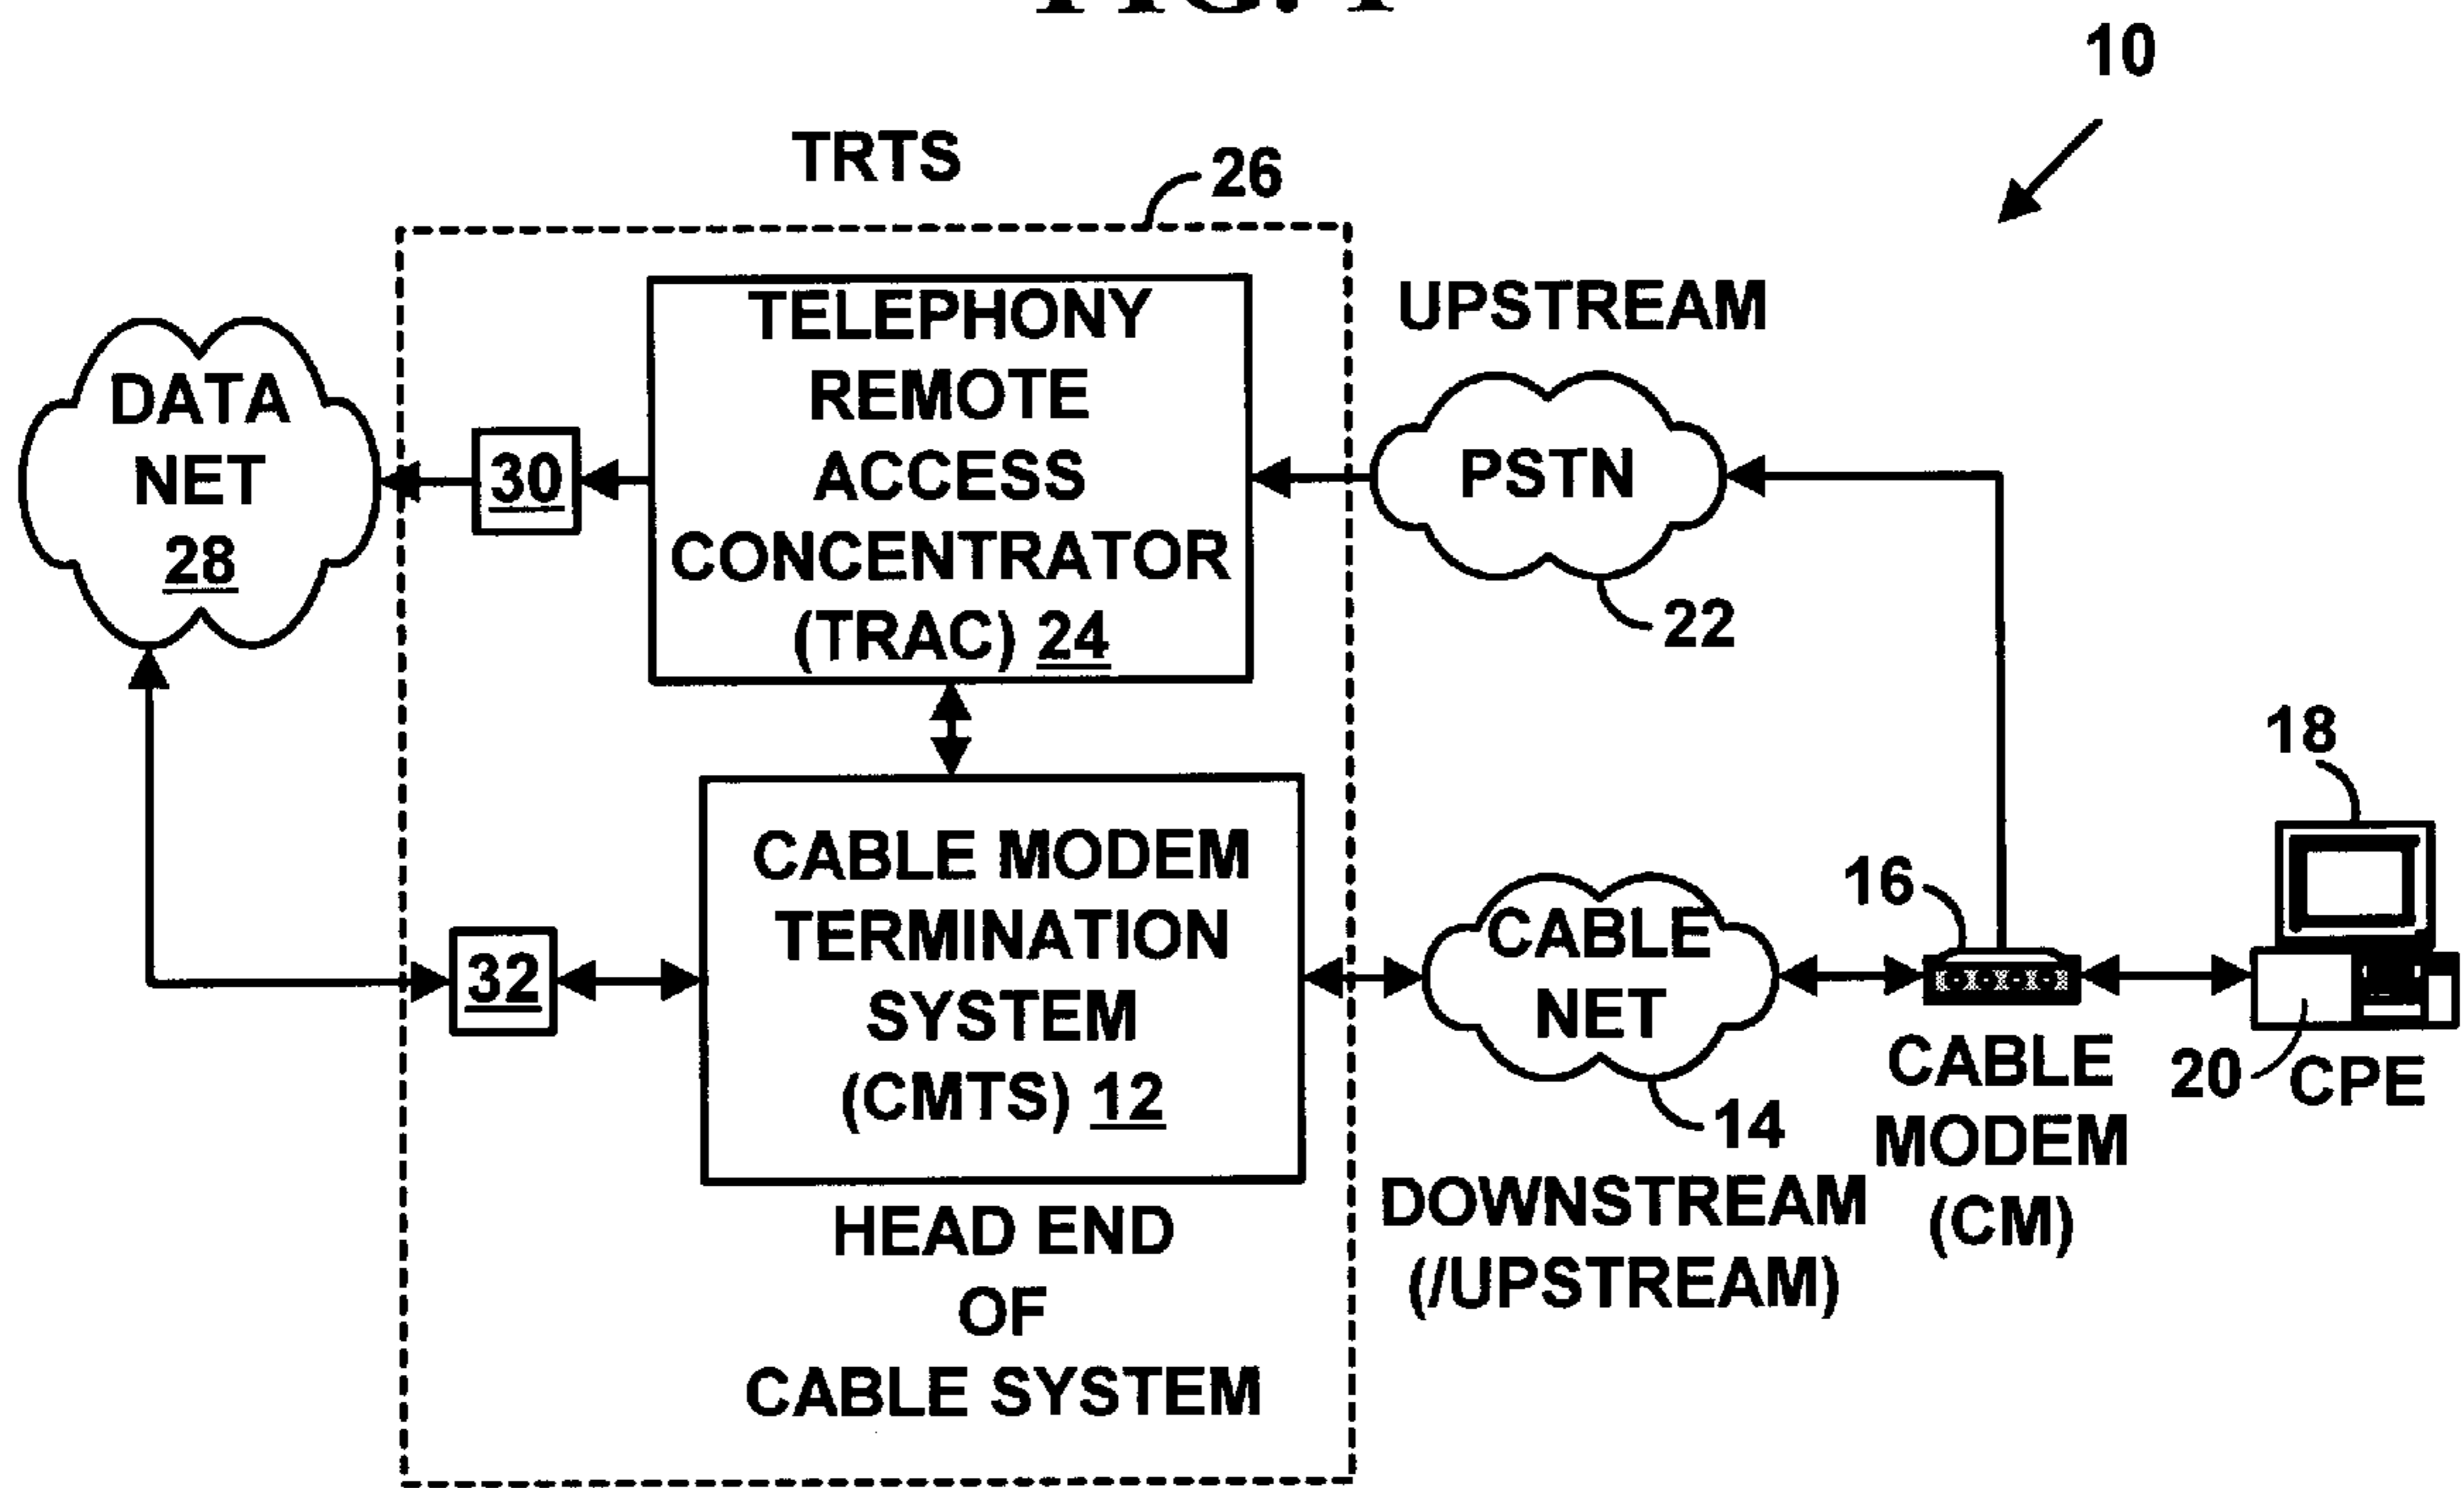 FIG. 1
10
TRTS
26
TELEPHONY
REMOTE
ACCESS
CONCENTRATOR
(TRAC) 24
UPSTREAM
PSTN
22
DATA
NET
28
30
32
CABLE MODEM
TERMINATION
SYSTEM
(CMTS) 12
HEAD END
OF
CABLE SYSTEM
CABLE
NET
14
DOWNSTREAM
(/UPSTREAM)
16
CABLE
MODEM
(CM)
18
20
CPE